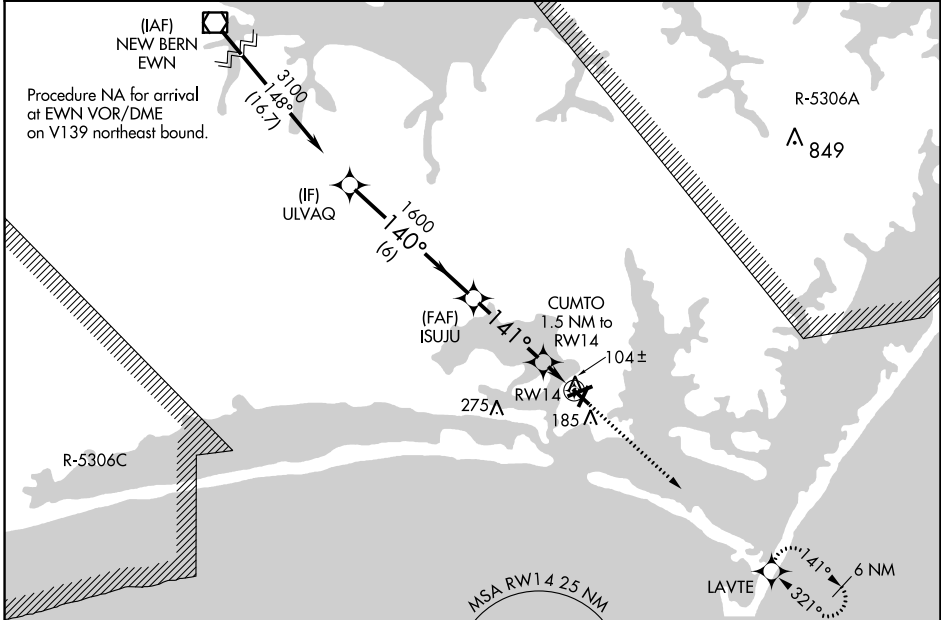 (IAF)
NEW BERN
EWN
Procedure NA for arrival
at EWN VOR/DME
on V139 northeast bound.
3100
148°
(16.7)
R-5306A
849
(IF)
ULVAQ
1600
140°
(6)
(FAF)
ISUJU
141°
CUMTO
1.5 NM to
RW14
104±
RW14
275
185
R-5306C
LAVTE
141°
321°
6 NM
MSA RW14 25 NM